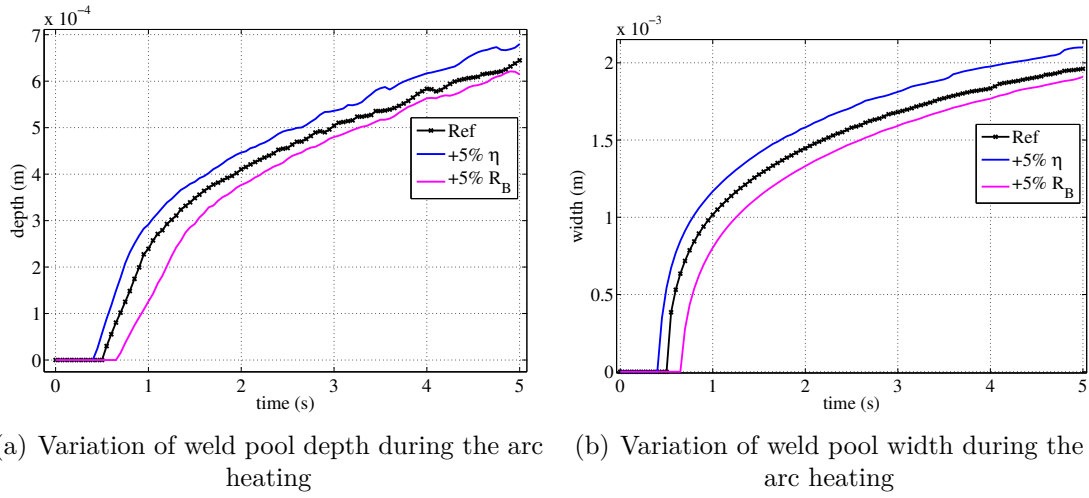 x 10⁻⁴
7
6
5
4
3
2
1
0
depth (m)
0 1 2 3 4 5
time (s)
Ref
+5% η
+5% R_B
x 10⁻³
2
1.5
1
0.5
0
width (m)
0 1 2 3 4 5
time (s)
Ref
+5% η
+5% R_B
a) Variation of weld pool depth during the arc
heating
(b) Variation of weld pool width during the
arc heating